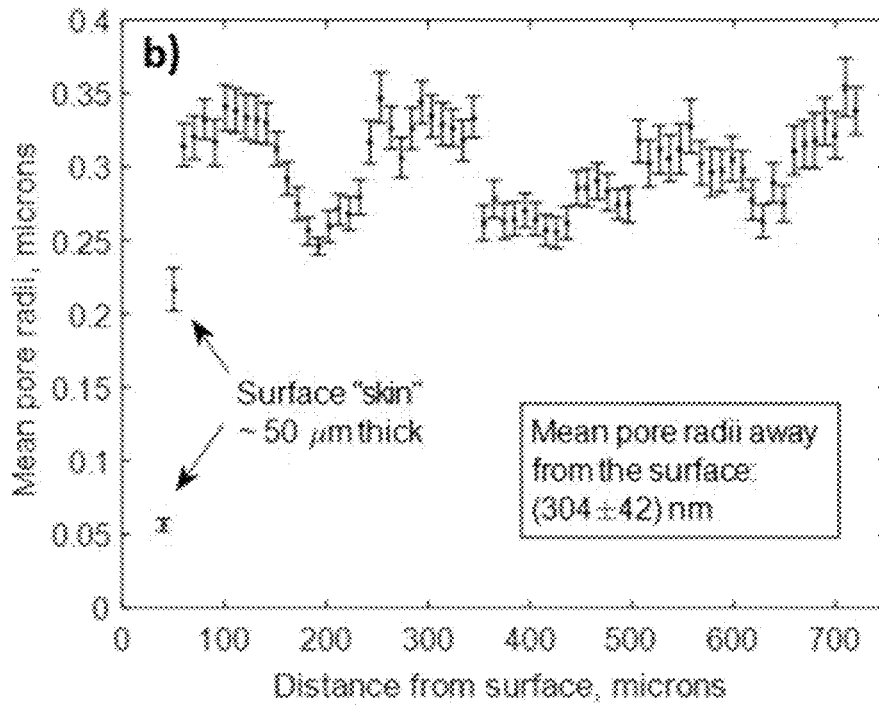 b)
0.4
0.35
0.3
0.25
0.2
0.15
0.1
0.05
0
Mean pore radii, microns
Surface "skin"
~ 50 μm thick
Mean pore radii away
from the surface:
(304 ±42) nm
0 100 200 300 400 500 600 700
Distance from surface, microns